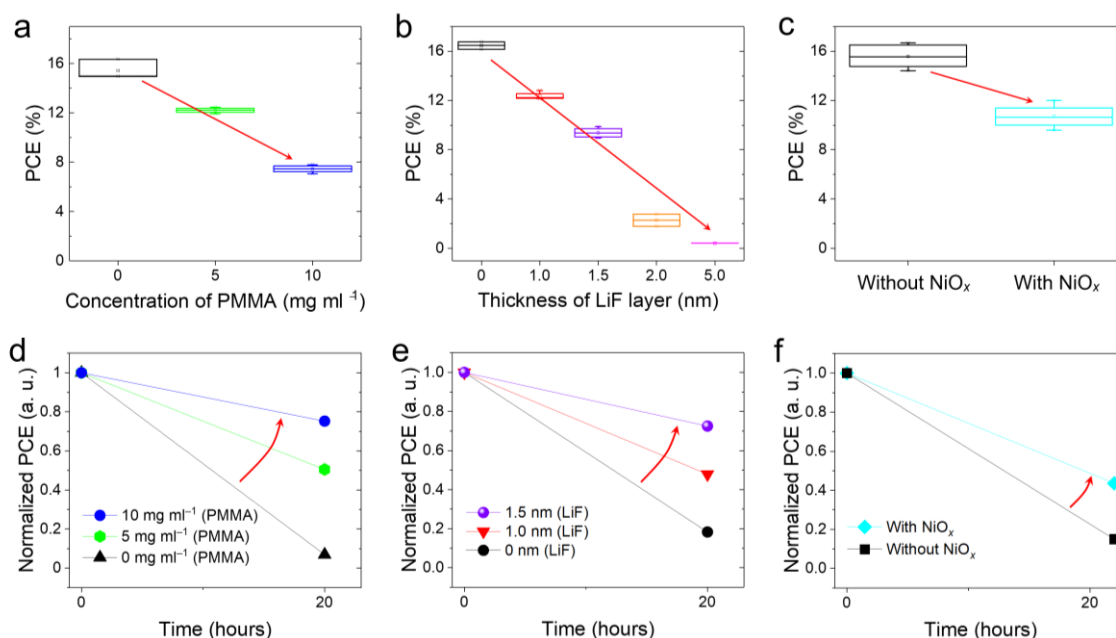 a
PCE (%)
16
12
8
4
0
0 5 10
Concentration of PMMA (mg ml⁻¹)
b
PCE (%)
16
12
8
4
0
0 1.0 1.5 2.0 5.0
Thickness of LiF layer (nm)
c
PCE (%)
16
12
8
4
0
Without NiOₓ With NiOₓ
d
Normalized PCE (a. u.)
1
0.8
0.6
0.4
0.2
0.0
10 mg ml⁻¹ (PMMA)
5 mg ml⁻¹ (PMMA)
0 mg ml⁻¹ (PMMA)
0 20
Time (hours)
e
Normalized PCE (a. u.)
1.0
0.8
0.6
0.4
0.2
0.0
1.5 nm (LiF)
1.0 nm (LiF)
0 nm (LiF)
0 20
Time (hours)
f
Normalized PCE (a. u.)
1
0.8
0.6
0.4
0.2
0.0
With NiOₓ
Without NiOₓ
0 20
Time (hours)